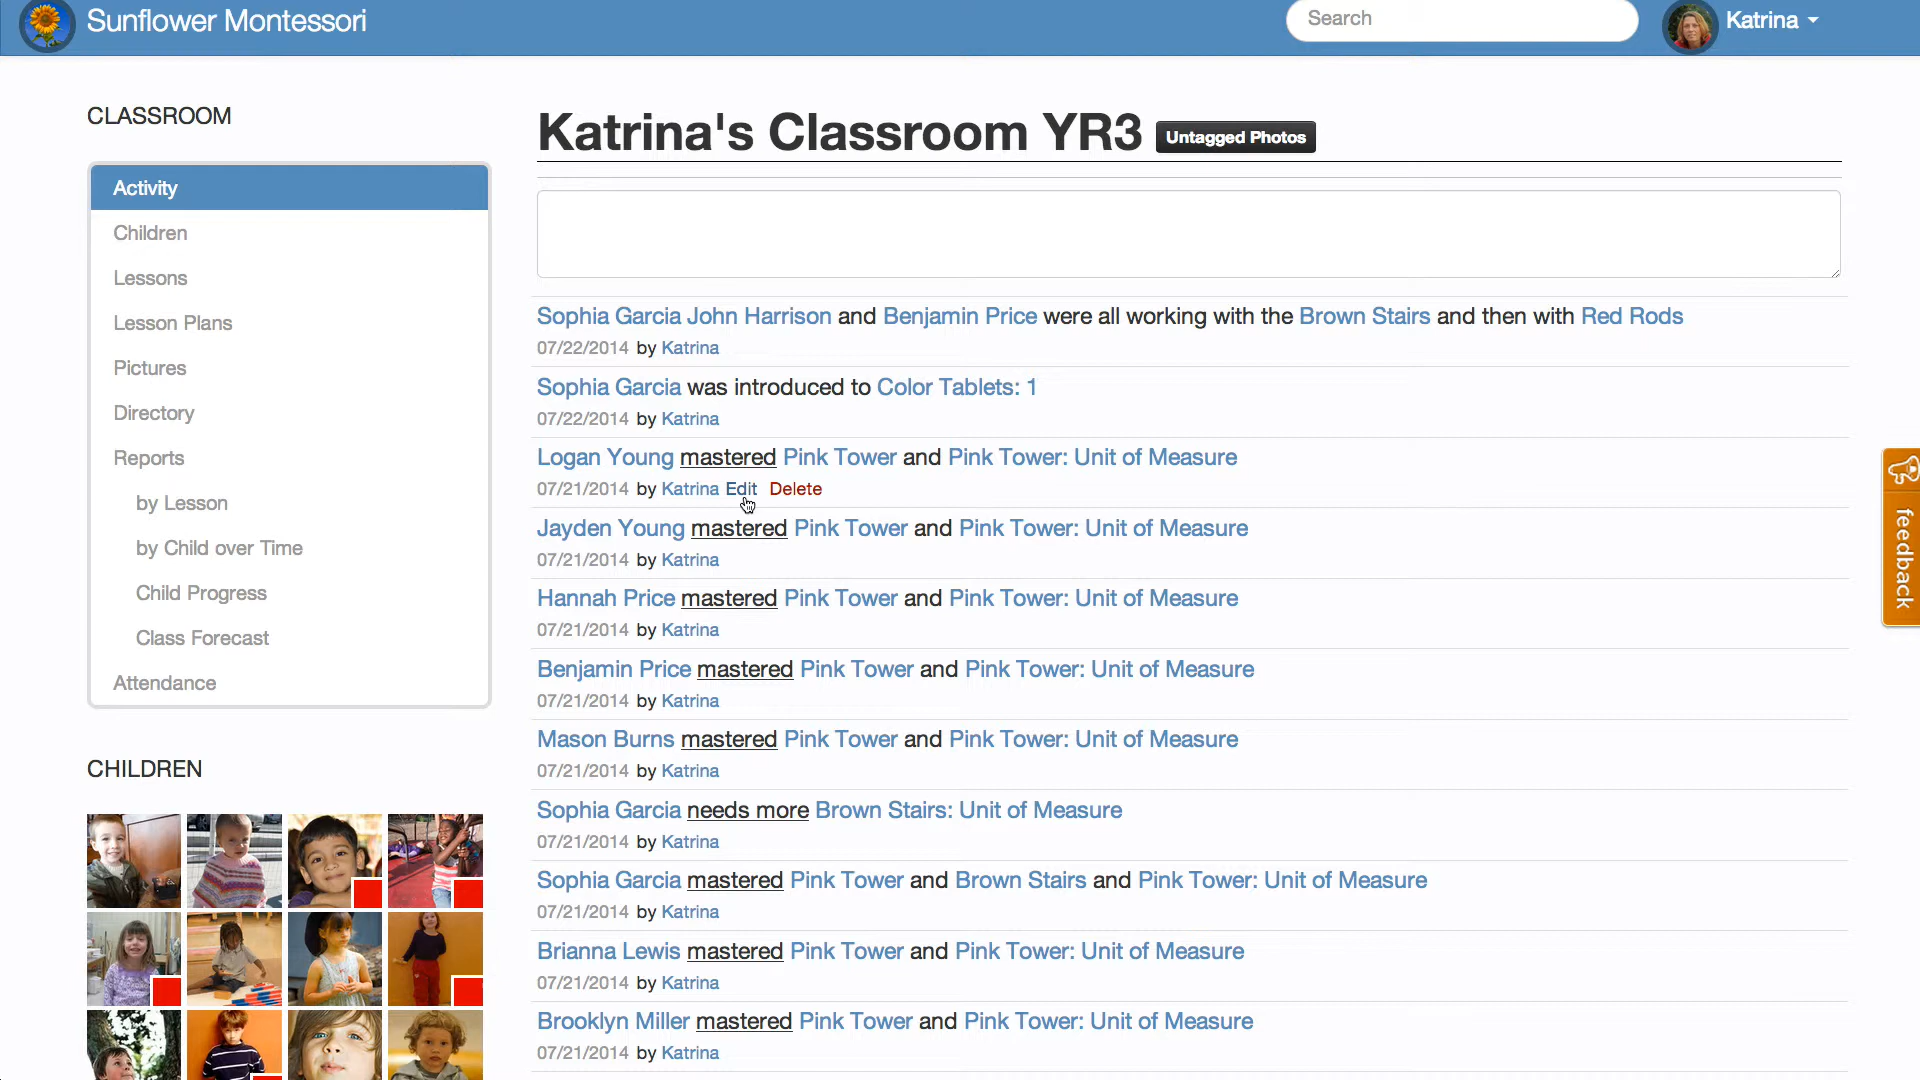 Sunflower Montessori
Search
Katrina
CLASSROOM
Activity
Children
Lessons
Lesson Plans
Pictures
Directory
Reports
by Lesson
by Child over Time
Child Progress
Class Forecast
Attendance
CHILDREN
Katrina's Classroom YR3 Untagged Photos
Sophia Garcia John Harrison and Benjamin Price were all working with the Brown Stairs and then with Red Rods
07/22/2014 by Katrina
Sophia Garcia was introduced to Color Tablets: 1
07/22/2014 by Katrina
Logan Young mastered Pink Tower and Pink Tower: Unit of Measure
07/21/2014 by Katrina Edit Delete
Jayden Young mastered Pink Tower and Pink Tower: Unit of Measure
07/21/2014 by Katrina
Hannah Price mastered Pink Tower and Pink Tower: Unit of Measure
07/21/2014 by Katrina
Benjamin Price mastered Pink Tower and Pink Tower: Unit of Measure
07/21/2014 by Katrina
Mason Burns mastered Pink Tower and Pink Tower: Unit of Measure
07/21/2014 by Katrina
Sophia Garcia needs more Brown Stairs: Unit of Measure
07/21/2014 by Katrina
Sophia Garcia mastered Pink Tower and Brown Stairs and Pink Tower: Unit of Measure
07/21/2014 by Katrina
Brianna Lewis mastered Pink Tower and Pink Tower: Unit of Measure
07/21/2014 by Katrina
Brooklyn Miller mastered Pink Tower and Pink Tower: Unit of Measure
07/21/2014 by Katrina
feedback